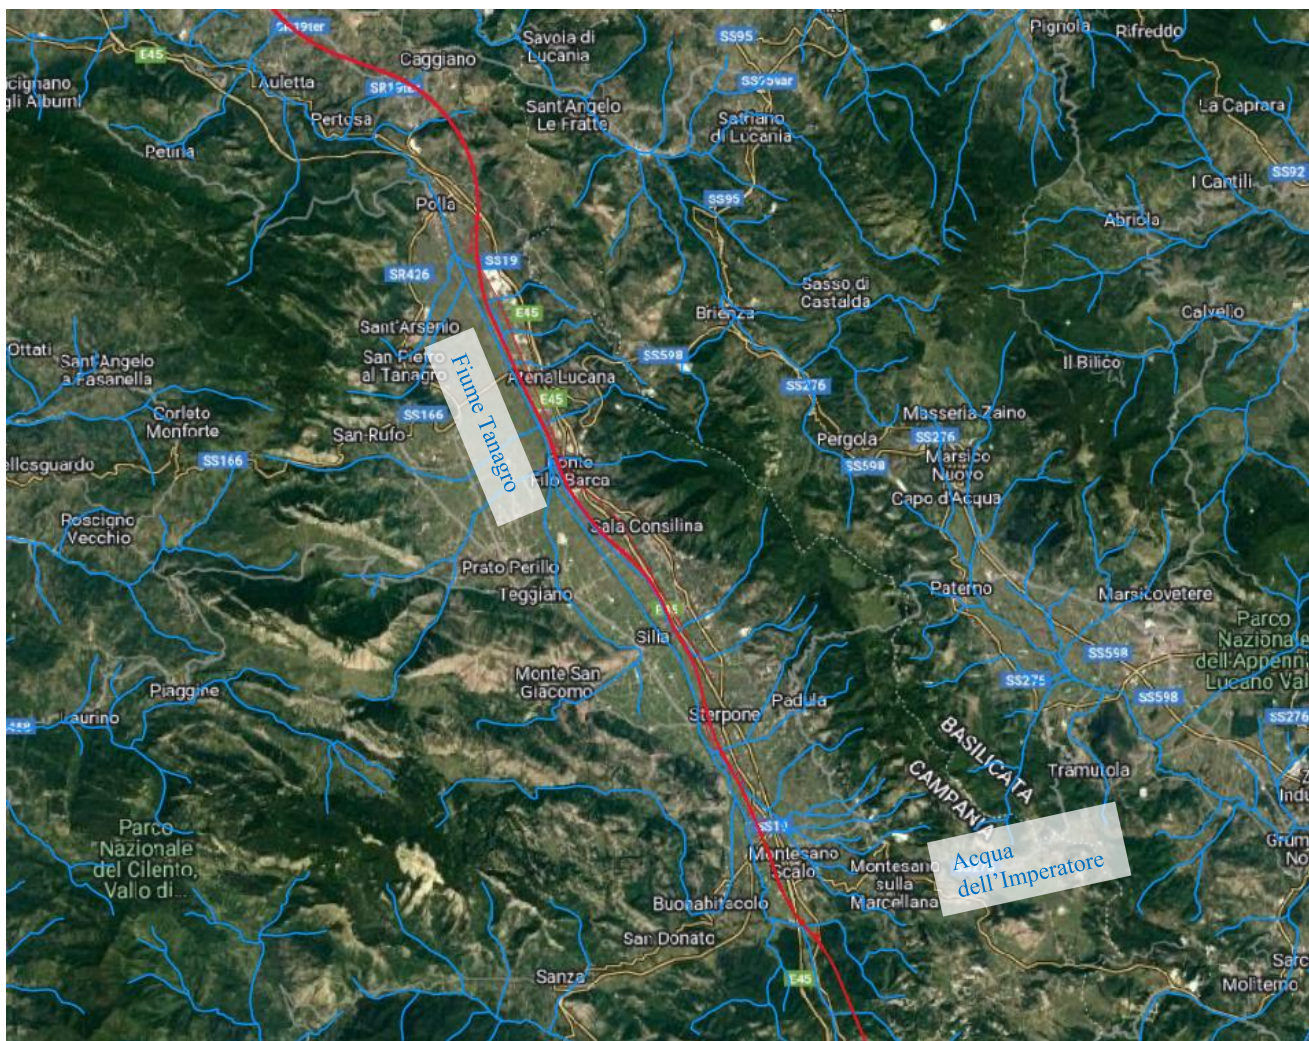 SR19ter
Savoia di
Lucania
SS95
Pignola
Rifreddo
E45
Caggiano
SS95var
Auletta
SR19ter
Sant'Angelo
Le Fratte
La Caprara
gli Alburni
Pertosa
Satriano
di Lucania
Petina
SS92
I Cantili
Polla
SS95
Abriola
SS19
SR426
Sasso di
Castalda
E45
Brienza
Calvello
Sant'Arsenio
Ottati
Sant'Angelo
a Fasanella
San Pietro
al Tanagro
Fiume Tanagro
SS598
Il Bilico
Atena Lucana
SS276
E45
Corleto
Monforte
SS166
Masseria Zaino
San Rufo
Pergola
SS276
SS166
SS598
Marsico
Nuovo
Ponte
Filo Barca
Capo d'Acqua
Roscigno
Vecchio
Sala Consilina
Prato Perillo
Teggiano
Paterno
Marsicovetere
E45
Parco
Nazionale
dell'Appenni
Lucano Val
Silla
SS598
Monte San
Giacomo
SS276
Piaggine
Padula
SS598
Laurino
Sterpone
SS276
BASILICATA
CAMPANIA
Tramutola
Parco
Nazionale
del Cilento,
Vallo di...
SS19
Montesano
Scalo
Montesano
sulla
Marcellana
Acqua
dell'Imperatore
Buonabitacolo
San Donato
Sanza
E45
Moliterno